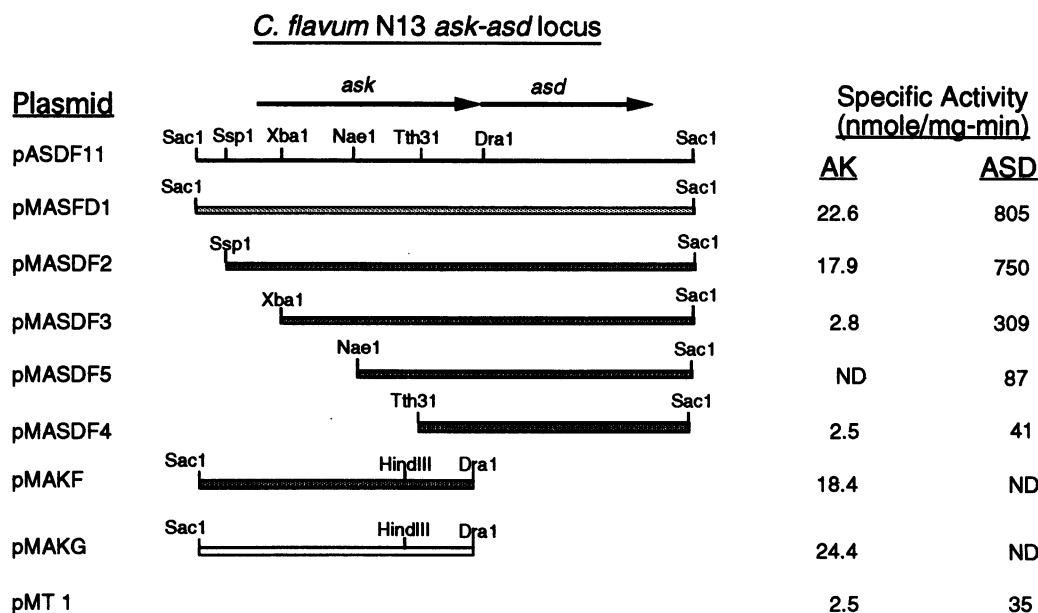 C. flavum N13 ask-asd locus
ask asd
Plasmid
Specific Activity
(nmole/mg-min)
AK ASD
pASDF11 Sac1 Ssp1 Xba1 Nae1 Tth31 Dra1 Sac1
pMASFD1 Sac1 22.6 805
pMASDF2 Ssp1 Sac1 17.9 750
pMASDF3 Xba1 Sac1 2.8 309
pMASDF5 Nae1 Sac1 ND 87
pMASDF4 Tth31 Sac1 2.5 41
pMAKF Sac1 HindIII Dra1 18.4 ND
pMAKG Sac1 HindIII Dra1 24.4 ND
pMT 1 2.5 35